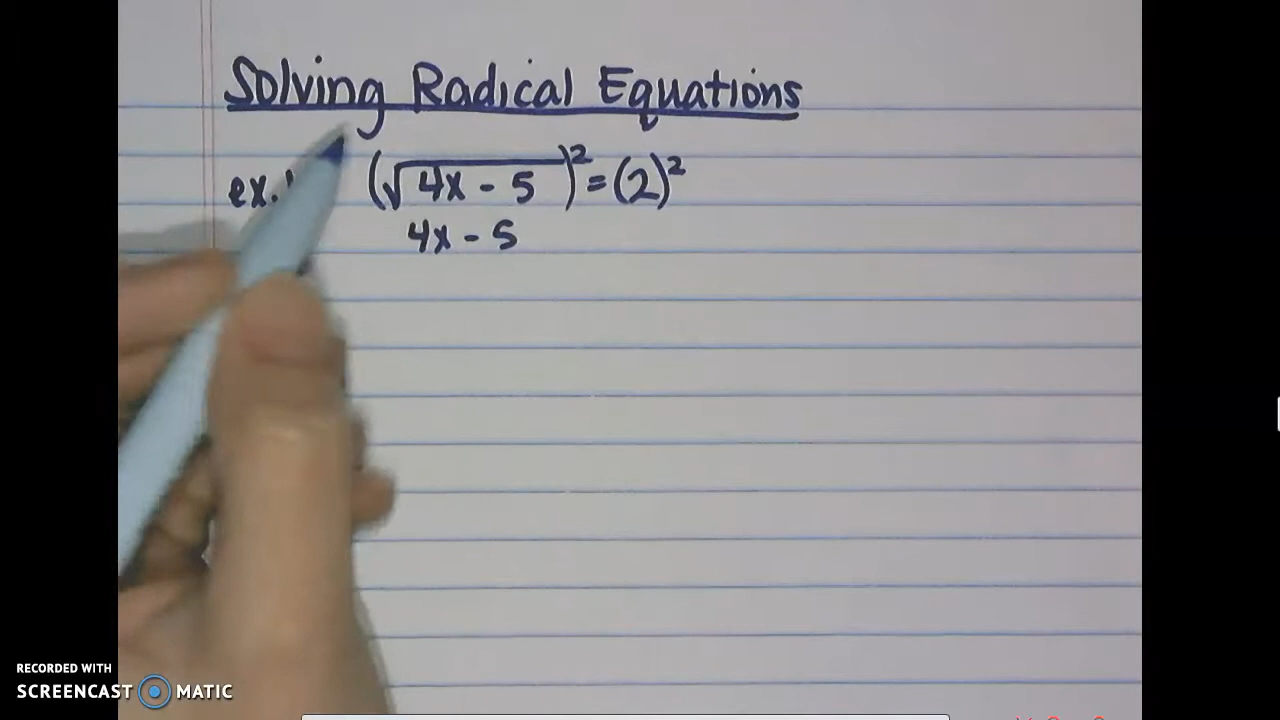 Solving Radical Equations
ex. (√4x - 5)² = (2)²
4x - 5
RECORDED WITH
SCREENCAST MATIC